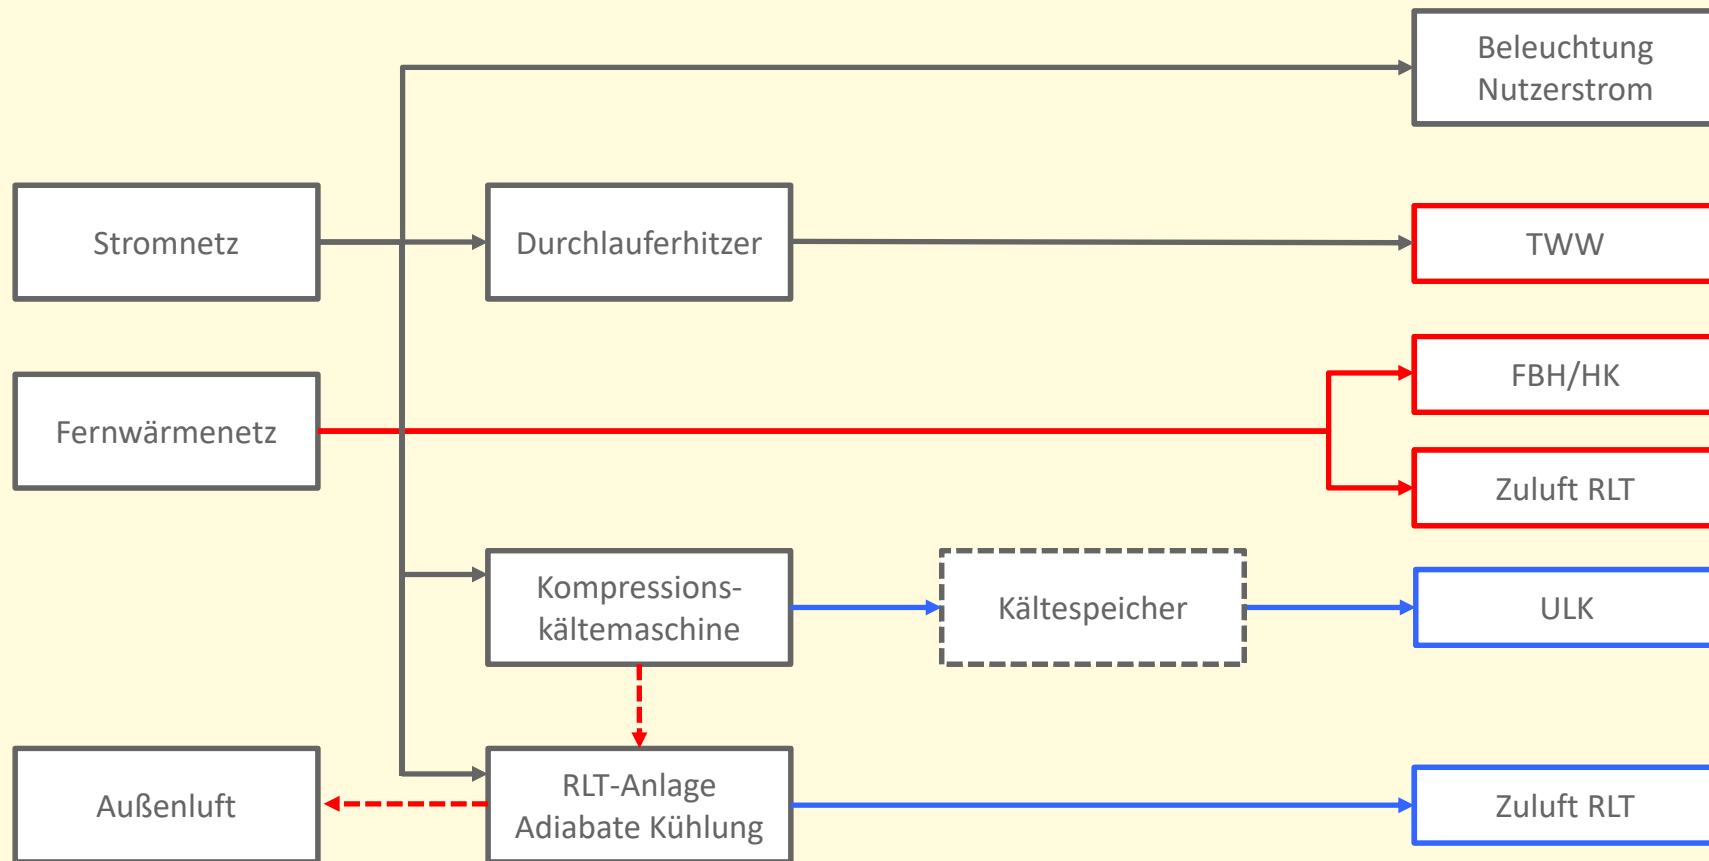 Beleuchtung
Nutzerstrom
Stromnetz
Durchlauferhitzer
TWW
FBH/HK
Fernwärmenetz
Zuluft RLT
Kompressions-
kältemaschine
Kältespeicher
ULK
Außenluft
RLT-Anlage
Adiabate Kühlung
Zuluft RLT